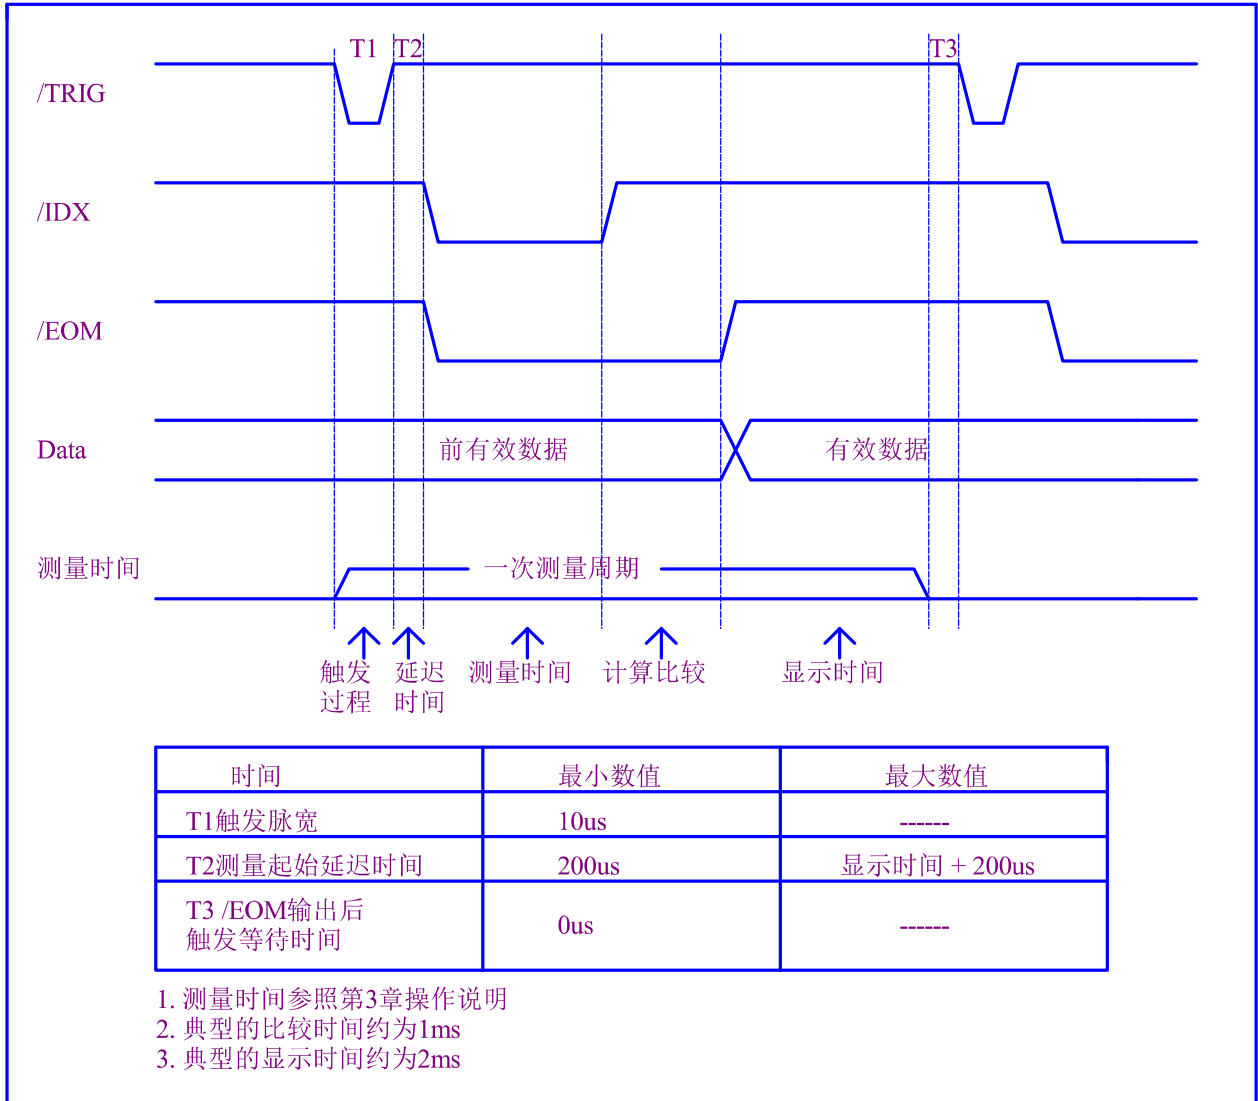 T1 T2 T3
/TRIG
/IDX
/EOM
Data 前有效数据 有效数据
测量时间 一次测量周期
触发过程 延迟时间 测量时间 计算比较 显示时间
时间 最小数值 最大数值
T1触发脉宽 10us ------
T2测量起始延迟时间 200us 显示时间 + 200us
T3 /EOM输出后
触发等待时间 0us ------
1. 测量时间参照第3章操作说明
2. 典型的比较时间约为1ms
3. 典型的显示时间约为2ms